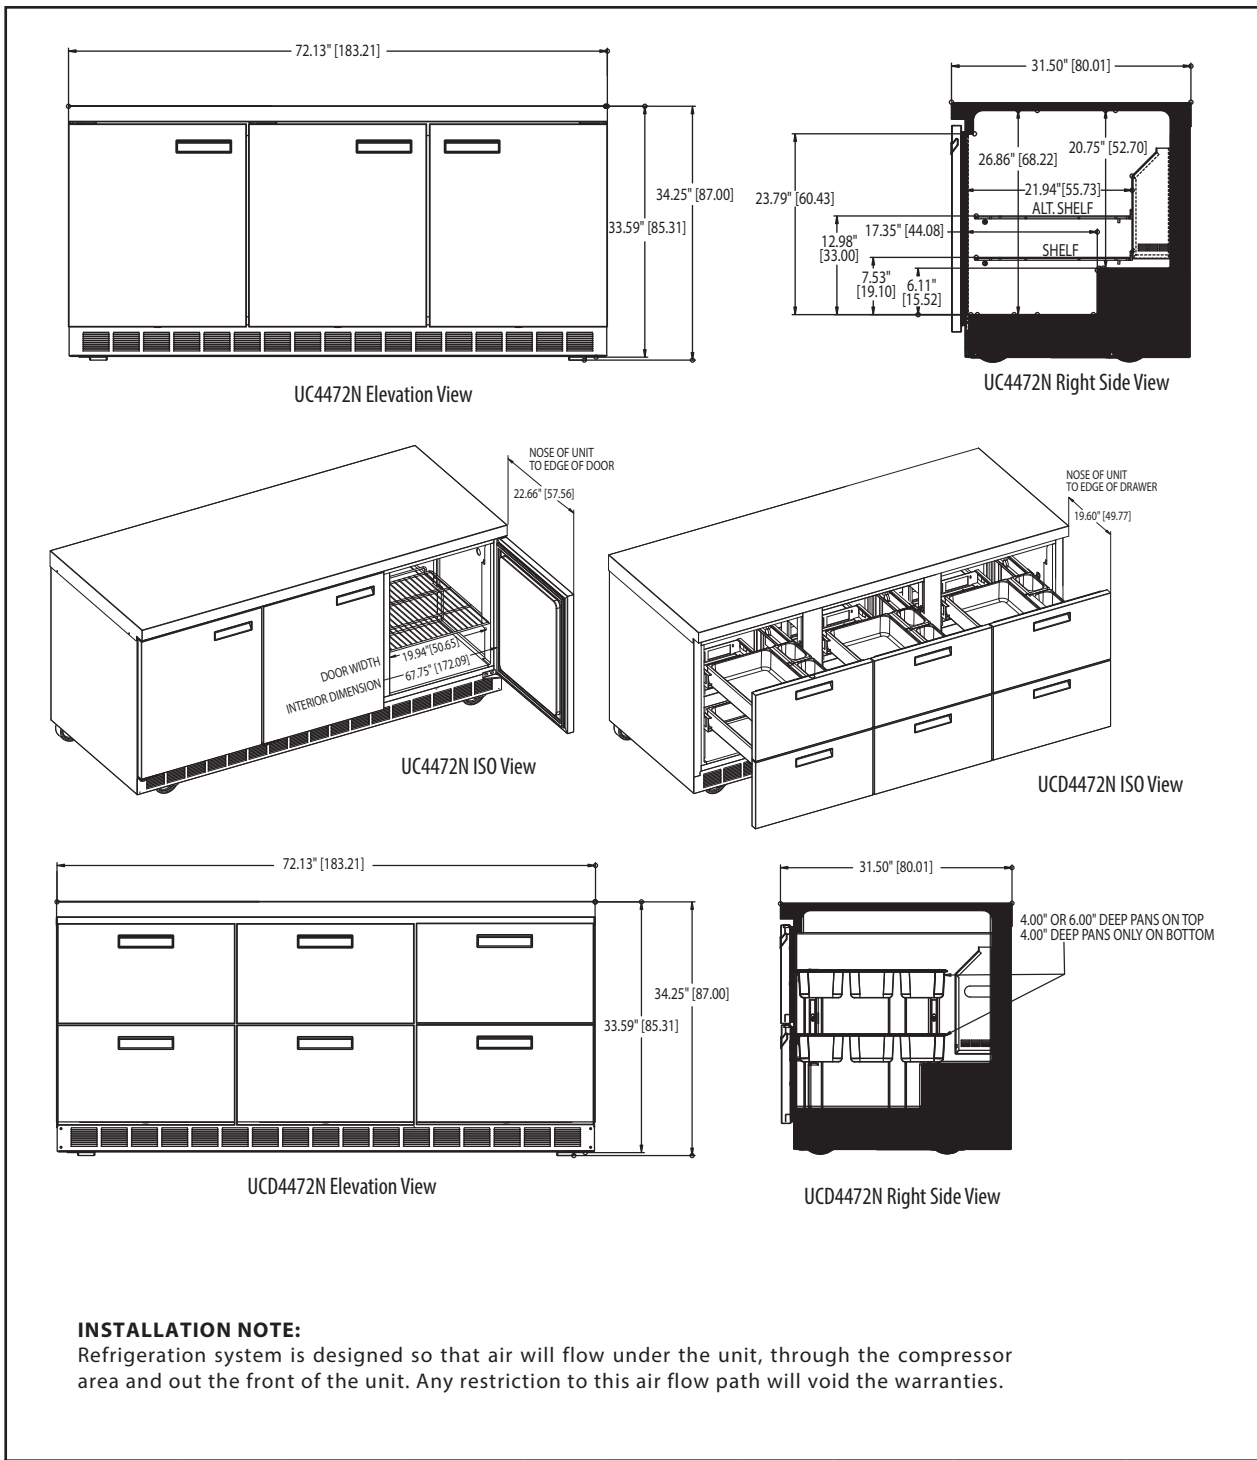 72.13" [183.21]
34.25" [87.00]
33.59" [85.31]
UC4472N Elevation View
31.50" [80.01]
20.75" [52.70]
26.86" [68.22]
23.79" [60.43]
21.94"[55.73]
ALT. SHELF
17.35" [44.08]
12.98"
[33.00]
SHELF
7.53"
[19.10]
6.11"
[15.52]
UC4472N Right Side View
NOSE OF UNIT
TO EDGE OF DOOR
22.66" [57.56]
DOOR WIDTH
19.94"[50.65]
INTERIOR DIMENSION
67.75" [172.09]
UC4472N ISO View
NOSE OF UNIT
TO EDGE OF DRAWER
19.60" [49.77]
UCD4472N ISO View
72.13" [183.21]
34.25" [87.00]
33.59" [85.31]
UCD4472N Elevation View
31.50" [80.01]
4.00" OR 6.00" DEEP PANS ON TOP
4.00" DEEP PANS ONLY ON BOTTOM
UCD4472N Right Side View
INSTALLATION NOTE:
Refrigeration system is designed so that air will flow under the unit, through the compressor
area and out the front of the unit. Any restriction to this air flow path will void the warranties.